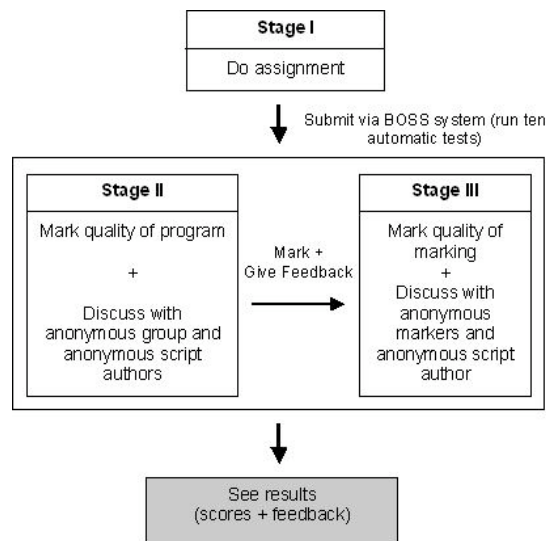 Stage I
Do assignment
Submit via BOSS system (run ten
automatic tests)
Stage II
Mark quality of program
+
Discuss with
anonymous group and
anonymous script
authors
Mark +
Give Feedback
Stage III
Mark quality of
marking
+
Discuss with
anonymous
markers and
anonymous script
author
See results
(scores + feedback)